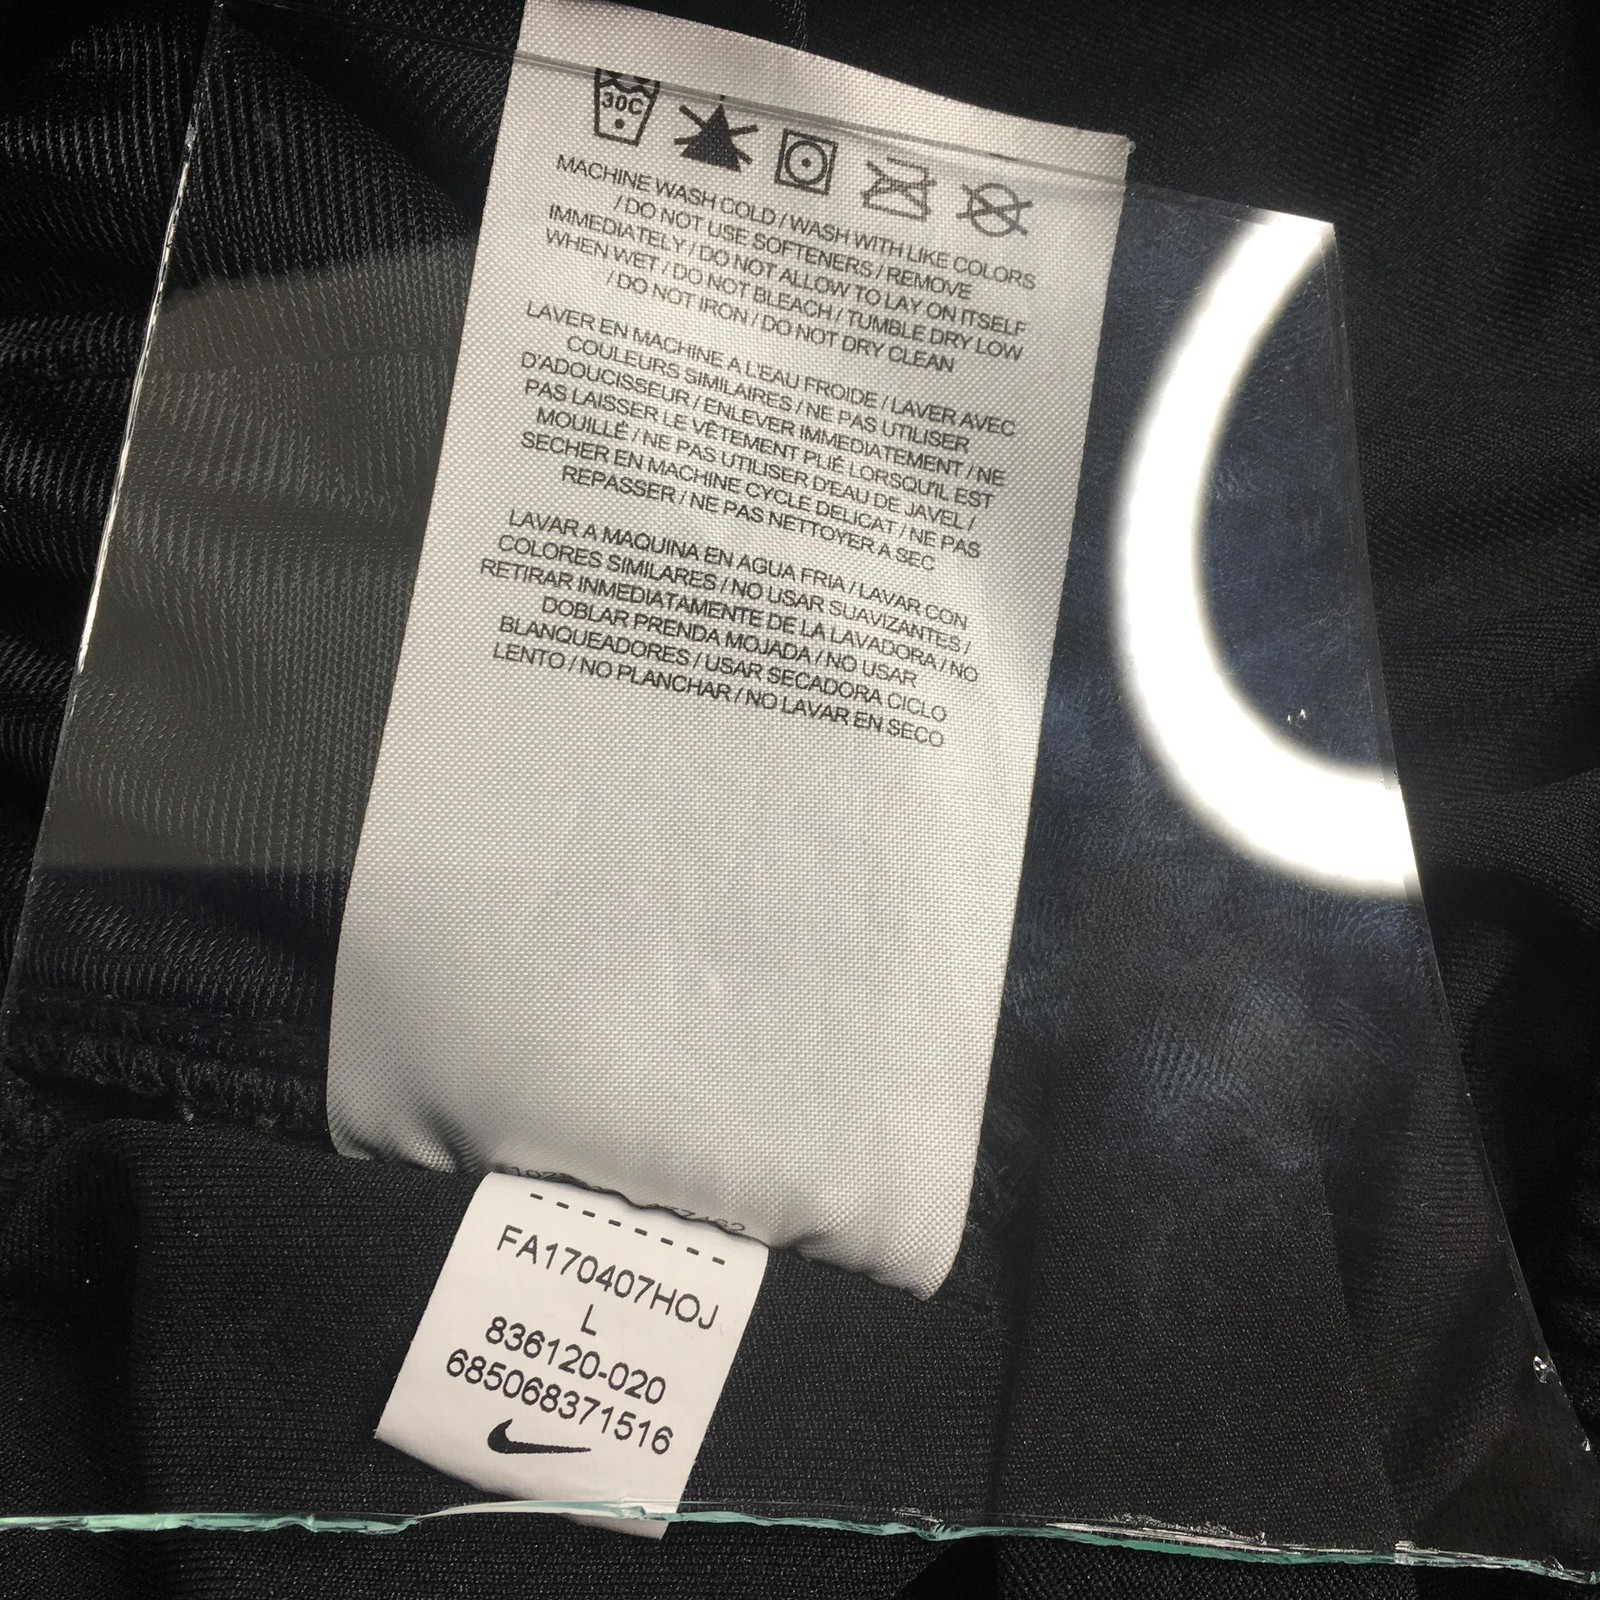 30C
MACHINE WASH COLD / WASH WITH LIKE COLORS
/ DO NOT USE SOFTENERS / REMOVE
IMMEDIATELY / DO NOT ALLOW TO LAY ON ITSELF
WHEN WET / DO NOT BLEACH / TUMBLE DRY LOW
/ DO NOT IRON / DO NOT DRY CLEAN
LAVER EN MACHINE A L'EAU FROIDE / LAVER AVEC
COULEURS SIMILAIRES / NE PAS UTILISER
D'ADOUCISSEUR / ENLEVER IMMEDIATEMENT / NE
PAS LAISSER LE VÊTEMENT PLIÉ LORSQU'IL EST
MOUILLÉ / NE PAS UTILISER D'EAU DE JAVEL /
SECHER EN MACHINE CYCLE DELICAT / NE PAS
REPASSER / NE PAS NETTOYER A SEC
LAVAR A MAQUINA EN AGUA FRIA / LAVAR CON
COLORES SIMILARES / NO USAR SUAVIZANTES /
RETIRAR INMEDIATAMENTE DE LA LAVADORA / NO
DOBLAR PRENDA MOJADA / NO USAR
BLANQUEADORES / USAR SECADORA CICLO
LENTO / NO PLANCHAR / NO LAVAR EN SECO
FA170407HOJ
L
836120-020
685068371516